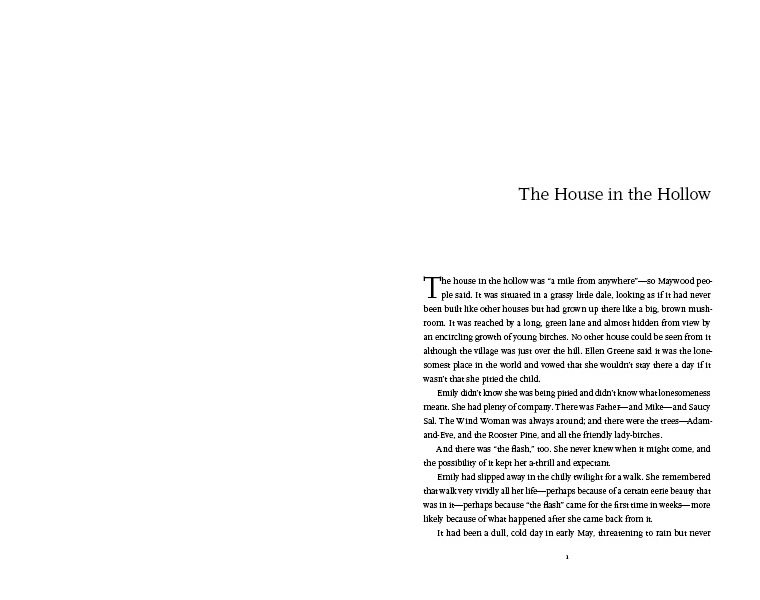 The House in the Hollow
The house in the hollow was “a mile from anywhere”—so Maywood peo-
ple said. It was situated in a grassy little dale, looking as if it had never
been built like other houses but had grown up there like a big, brown mush-
room. It was reached by a long, green lane and almost hidden from view by
an encircling growth of young birches. No other house could be seen from it
although the village was just over the hill. Ellen Greene said it was the lone-
somest place in the world and vowed that she wouldn’t stay there a day if it
wasn’t that she pitied the child.
Emily didn’t know she was being pitied and didn’t know what lonesomeness
meant. She had plenty of company. There was Father—and Mike—and Saucy
Sal. The Wind Woman was always around; and there were the trees—Adam-
and-Eve, and the Rooster Pine, and all the friendly lady-birches.
And there was “the flash,” too. She never knew when it might come, and
the possibility of it kept her a-thrill and expectant.
Emily had slipped away in the chilly twilight for a walk. She remembered
that walk very vividly all her life—perhaps because of a certain eerie beauty that
was in it—perhaps because “the flash” came for the first time in weeks—more
likely because of what happened after she came back from it.
It had been a dull, cold day in early May, threatening to rain but never
1